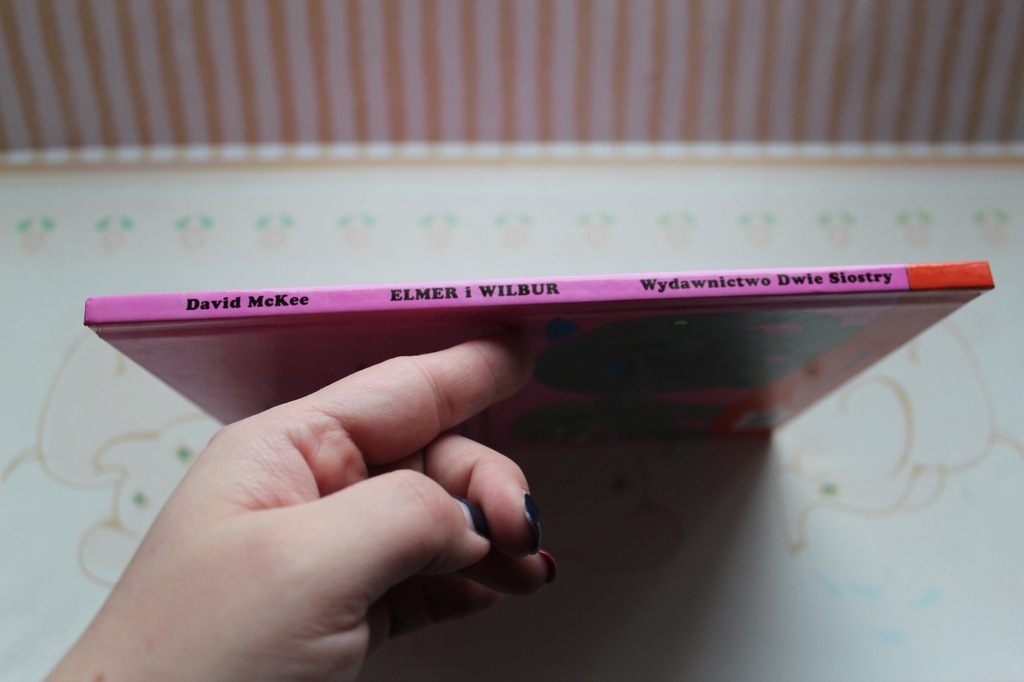 David McKee ELMER i WILBUR Wydawnictwo Dwie Siostry